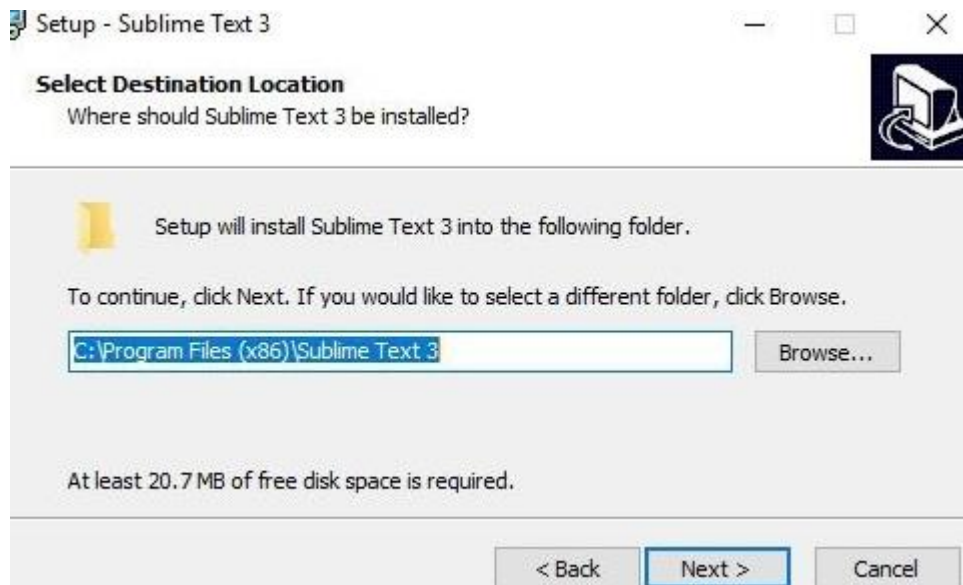 Setup - Sublime Text 3
Select Destination Location
Where should Sublime Text 3 be installed?
Setup will install Sublime Text 3 into the following folder.
To continue, click Next. If you would like to select a different folder, click Browse.
C:\Program Files (x86)\Sublime Text 3
Browse...
At least 20.7 MB of free disk space is required.
< Back Next > Cancel